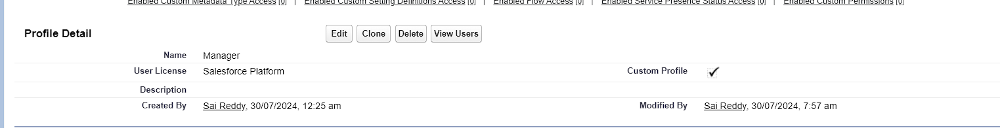 Enabled Custom Metadata Type Access [0] | Enabled Custom Setting Definitions Access [0] | Enabled Flow Access [0] | Enabled Service Presence Status Access [0] | Enabled Custom Permissions [0]
Profile Detail Edit Clone Delete View Users
Name Manager
User License Salesforce Platform Custom Profile ✓
Description
Created By Sai Reddy, 30/07/2024, 12:25 am Modified By Sai Reddy, 30/07/2024, 7:57 am